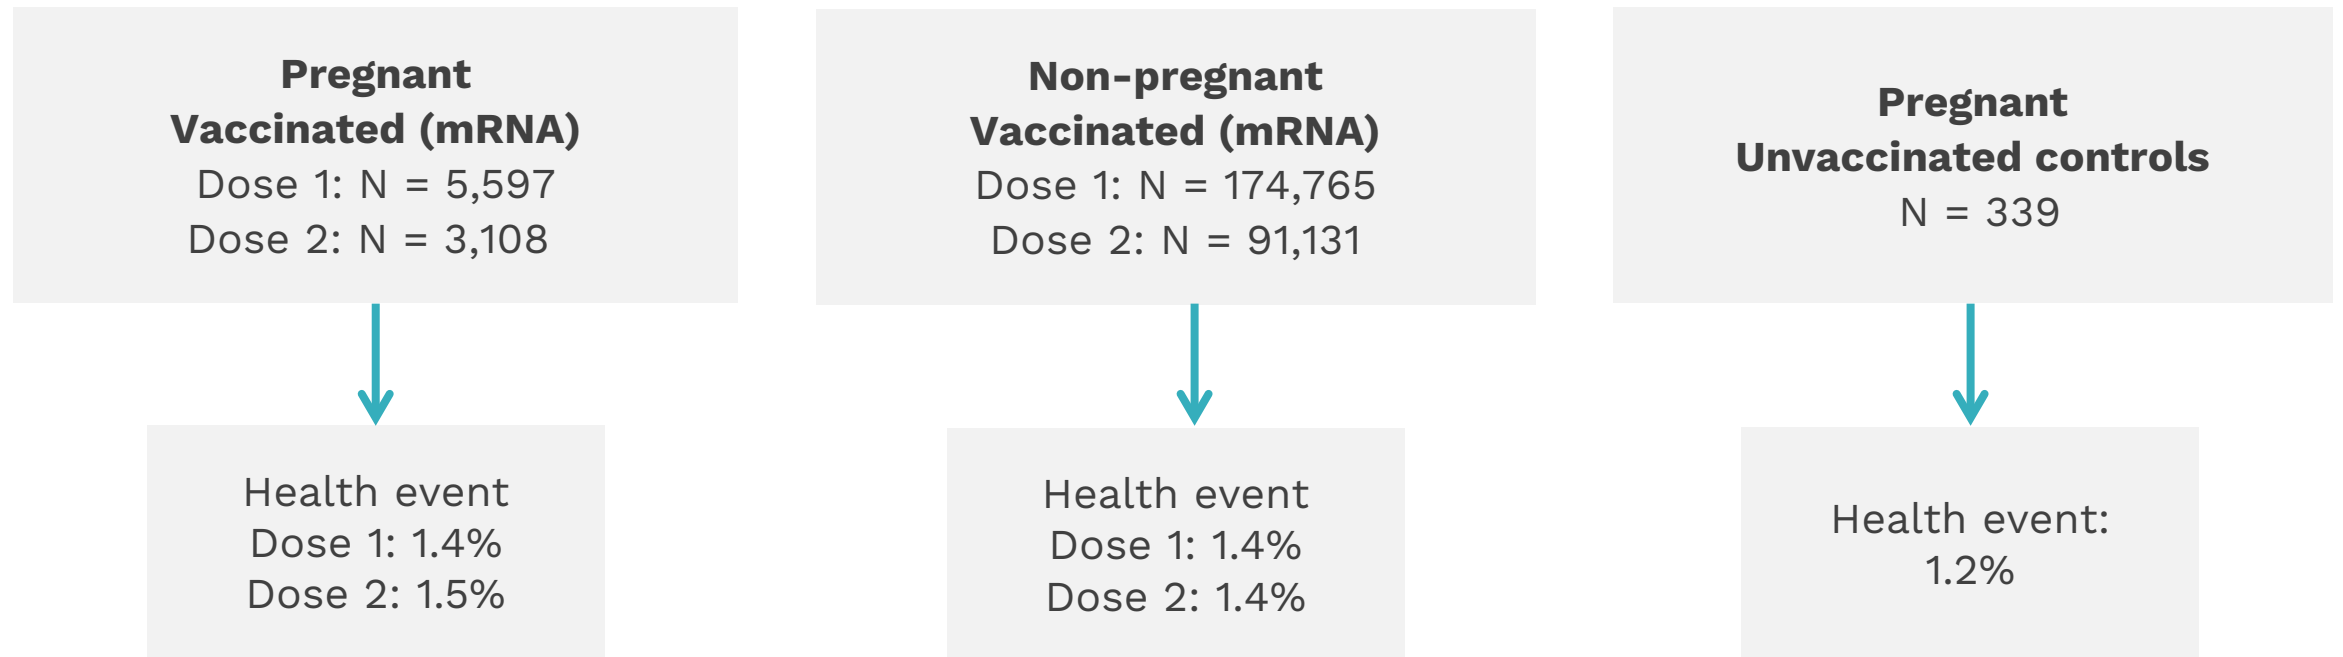 Pregnant
Vaccinated (mRNA)
Dose 1: N = 5,597
Dose 2: N = 3,108
Health event
Dose 1: 1.4%
Dose 2: 1.5%
Non-pregnant
Vaccinated (mRNA)
Dose 1: N = 174,765
Dose 2: N = 91,131
Health event
Dose 1: 1.4%
Dose 2: 1.4%
Pregnant
Unvaccinated controls
N = 339
Health event:
1.2%